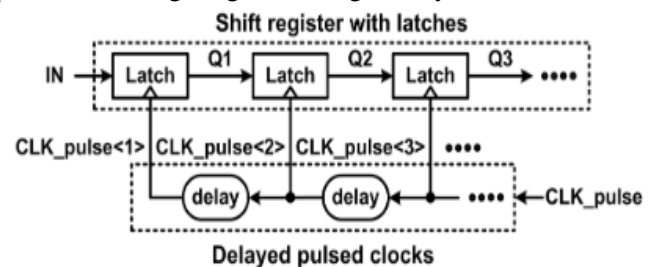 Shift register with latches
IN Latch Q1 Latch Q2 Latch Q3 ••••
CLK_pulse<1> CLK_pulse<2> CLK_pulse<3> ••••
delay delay •••• CLK_pulse
Delayed pulsed clocks